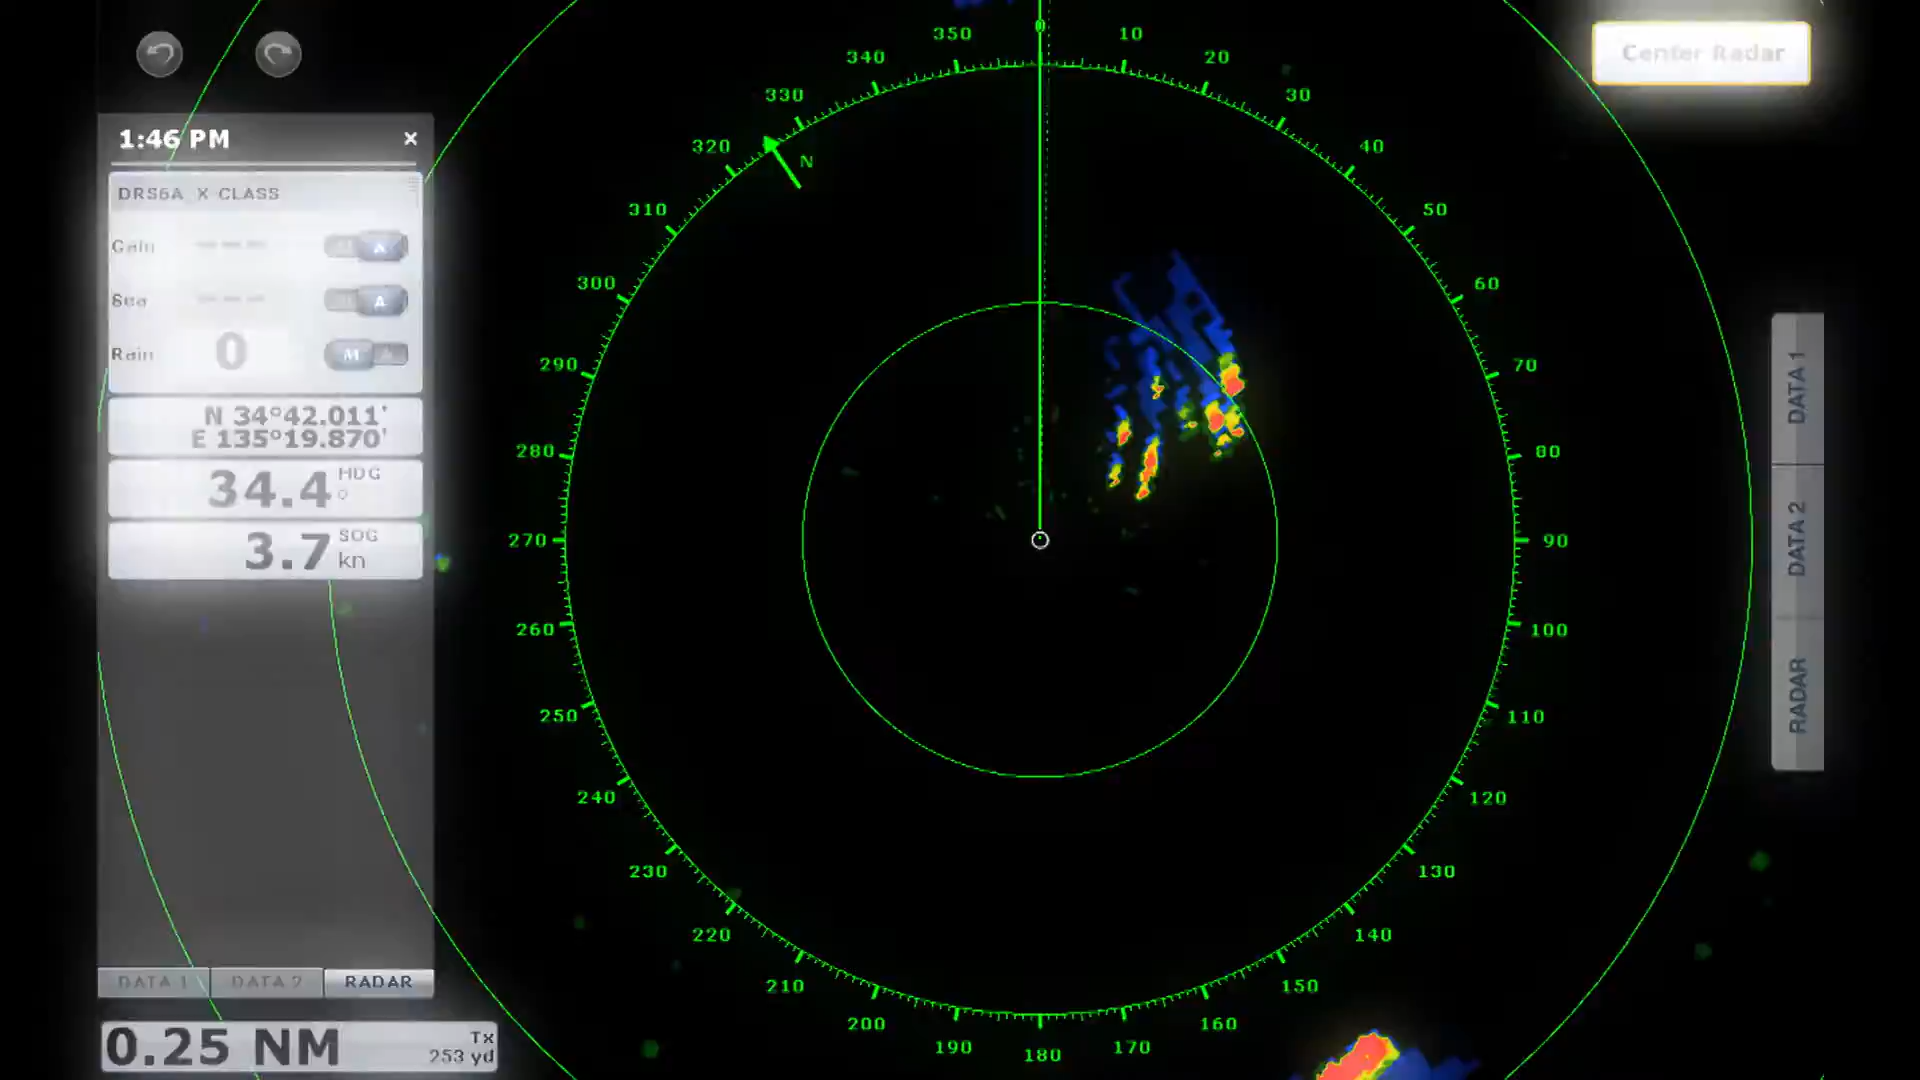 Center Radar
1:46 PM ×
DRS6A X-CLASS
Gain --- A
Sea --- A
Rain 0 M A
N 34°42.011'
E 135°19.870'
34.4 HDG °
3.7 SOG kn
DATA 1 DATA 2 RADAR
0.25 NM Tx 253 yd
0
10
20
30
40
50
60
70
80
90
100
110
120
130
140
150
160
170
180
190
200
210
220
230
240
250
260
270
280
290
300
310
320
330
340
350
N
DATA 1
DATA 2
RADAR